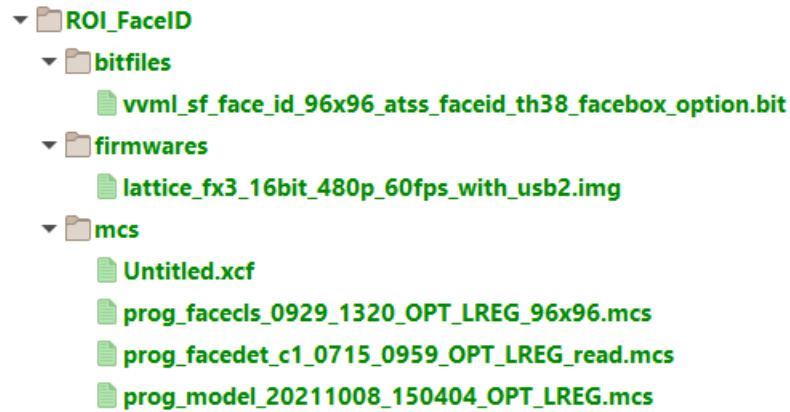 ROI_FaceID
bitfiles
vvml_sf_face_id_96x96_atss_faceid_th38_facebox_option.bit
firmwares
lattice_fx3_16bit_480p_60fps_with_usb2.img
mcs
Untitled.xcf
prog_facecls_0929_1320_OPT_LREG_96x96.mcs
prog_facedet_c1_0715_0959_OPT_LREG_read.mcs
prog_model_20211008_150404_OPT_LREG.mcs